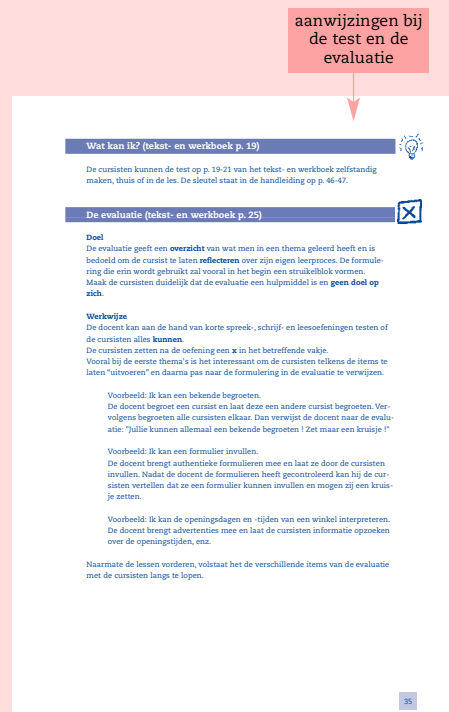 aanwijzingen bij
de test en de
evaluatie
Wat kan ik? (tekst- en werkboek p. 19)
De cursisten kunnen de test op p. 19-21 van het tekst- en werkboek zelfstandig
maken, thuis of in de les. De sleutel staat in de handleiding op p. 46-47.
De evaluatie (tekst- en werkboek p. 25)
Doel
De evaluatie geeft een overzicht van wat men in een thema geleerd heeft en is
bedoeld om de cursist te laten reflecteren over zijn eigen leerproces. De formule-
ring die erin wordt gebruikt zal vooral in het begin een struikelblok vormen.
Maak de cursisten duidelijk dat de evaluatie een hulpmiddel is en geen doel op
zich.
Werkwijze
De docent kan aan de hand van korte spreek-, schrijf- en leesoefeningen testen of
de cursisten alles kunnen.
De cursisten zetten na de oefening een x in het betreffende vakje.
Vooral bij de eerste thema's is het interessant om de cursisten telkens de items te
laten "uitvoeren" en daarna pas naar de formulering in de evaluatie te verwijzen.
Voorbeeld: Ik kan een bekende begroeten.
De docent begroet een cursist en laat deze een andere cursist begroeten. Ver-
volgens begroeten alle cursisten elkaar. Dan verwijst de docent naar de evalu-
atie: "Jullie kunnen allemaal een bekende begroeten ! Zet maar een kruisje !"
Voorbeeld: Ik kan een formulier invullen.
De docent brengt authentieke formulieren mee en laat ze door de cursisten
invullen. Nadat de docent de formulieren heeft gecontroleerd kan hij de cur-
sisten vertellen dat ze een formulier kunnen invullen en mogen zij een kruis-
je zetten.
Voorbeeld: Ik kan de openingsdagen en -tijden van een winkel interpreteren.
De docent brengt advertenties mee en laat de cursisten informatie opzoeken
over de openingstijden, enz.
Naarmate de lessen vorderen, volstaat het de verschillende items van de evaluatie
met de cursisten langs te lopen.
35